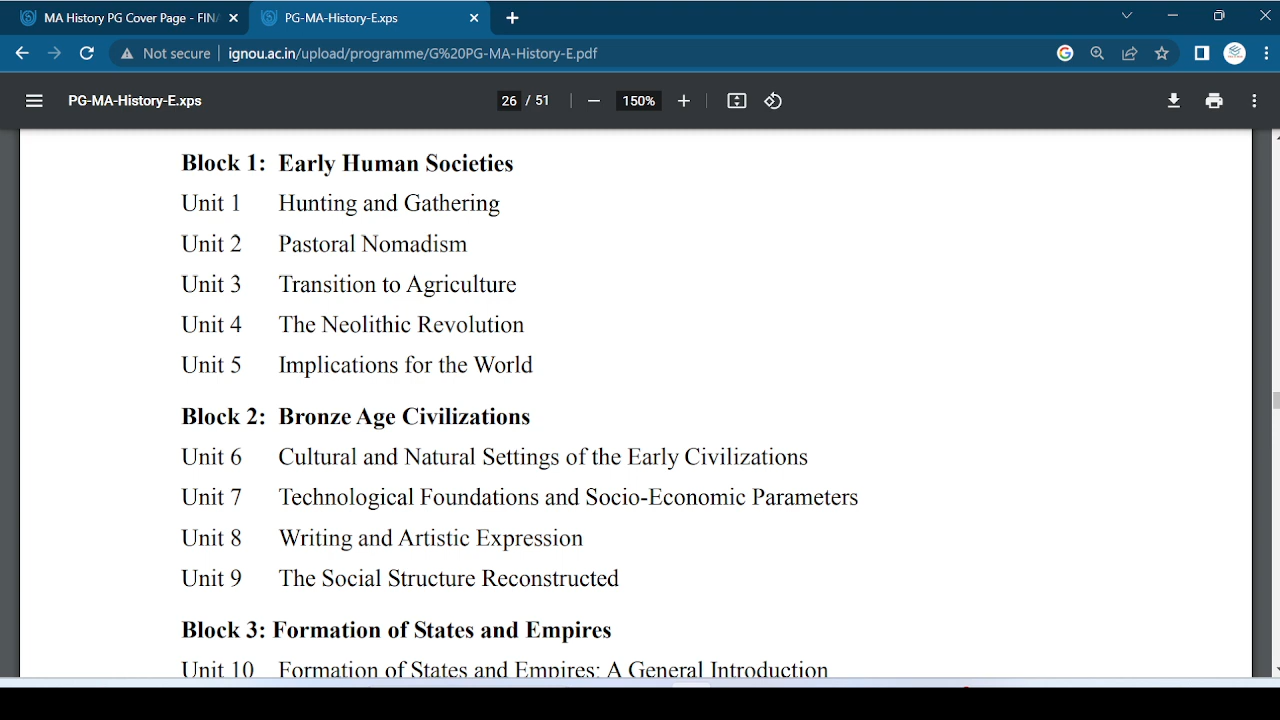 MA History PG Cover Page - FIN
PG-MA-History-E.xps
Not secure
ignou.ac.in/upload/programme/G%20PG-MA-History-E.pdf
PG-MA-History-E.xps
26 / 51
150%
Block 1: Early Human Societies
Unit 1 Hunting and Gathering
Unit 2 Pastoral Nomadism
Unit 3 Transition to Agriculture
Unit 4 The Neolithic Revolution
Unit 5 Implications for the World
Block 2: Bronze Age Civilizations
Unit 6 Cultural and Natural Settings of the Early Civilizations
Unit 7 Technological Foundations and Socio-Economic Parameters
Unit 8 Writing and Artistic Expression
Unit 9 The Social Structure Reconstructed
Block 3: Formation of States and Empires
Unit 10 Formation of States and Empires: A General Introduction